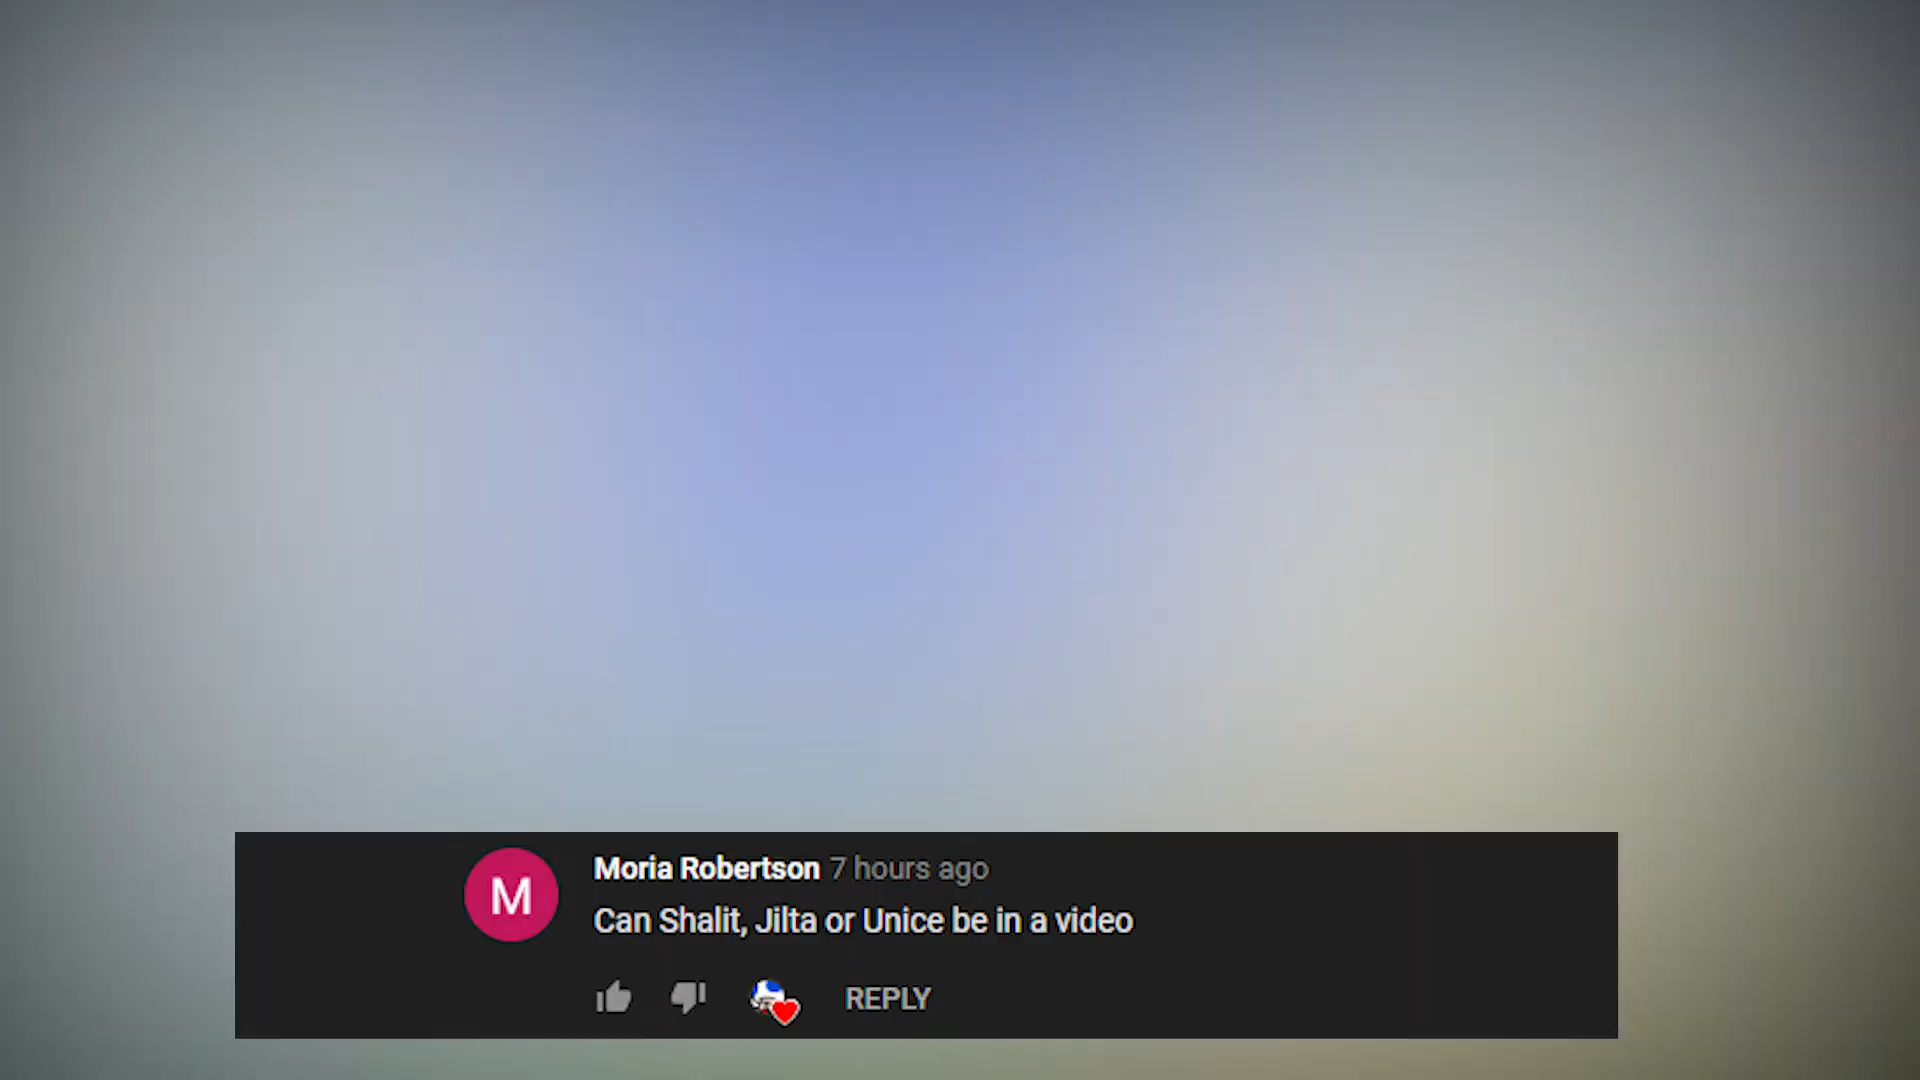 M
Moria Robertson 7 hours ago
Can Shalit, Jilta or Unice be in a video
REPLY